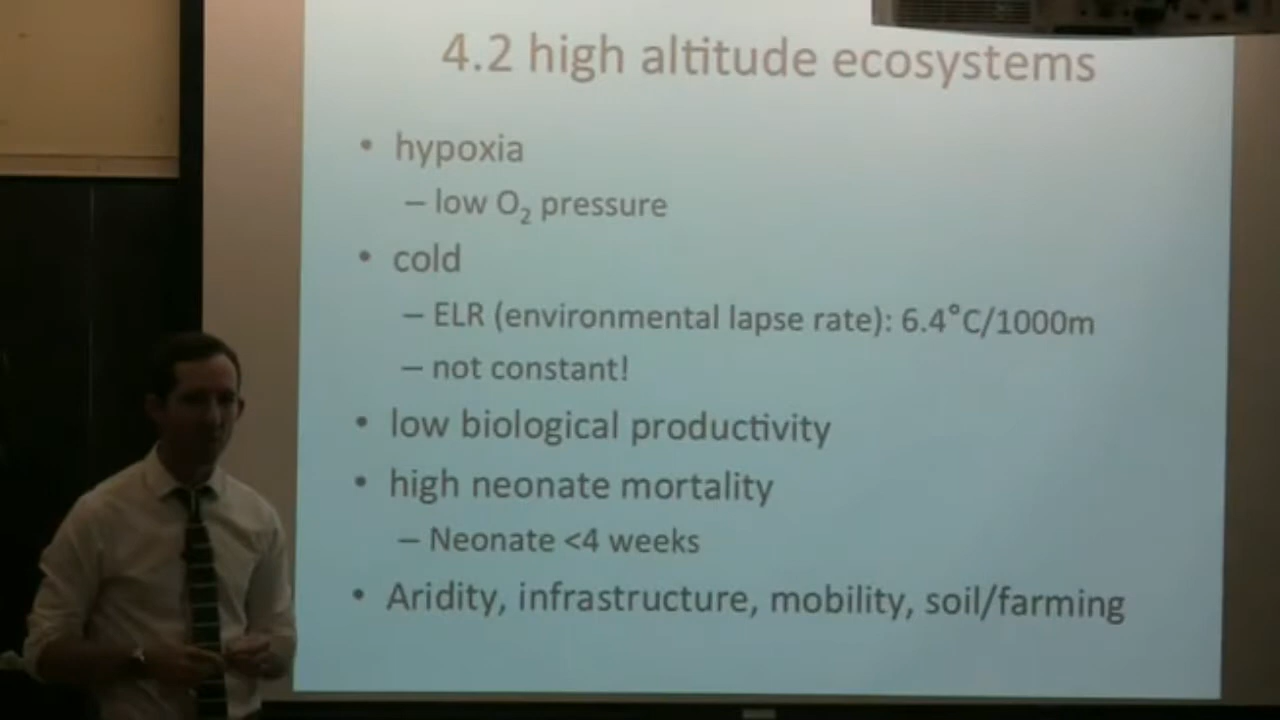 4.2 high altitude ecosystems
• hypoxia
– low O₂ pressure
• cold
– ELR (environmental lapse rate): 6.4°C/1000m
– not constant!
• low biological productivity
• high neonate mortality
– Neonate <4 weeks
• Aridity, infrastructure, mobility, soil/farming